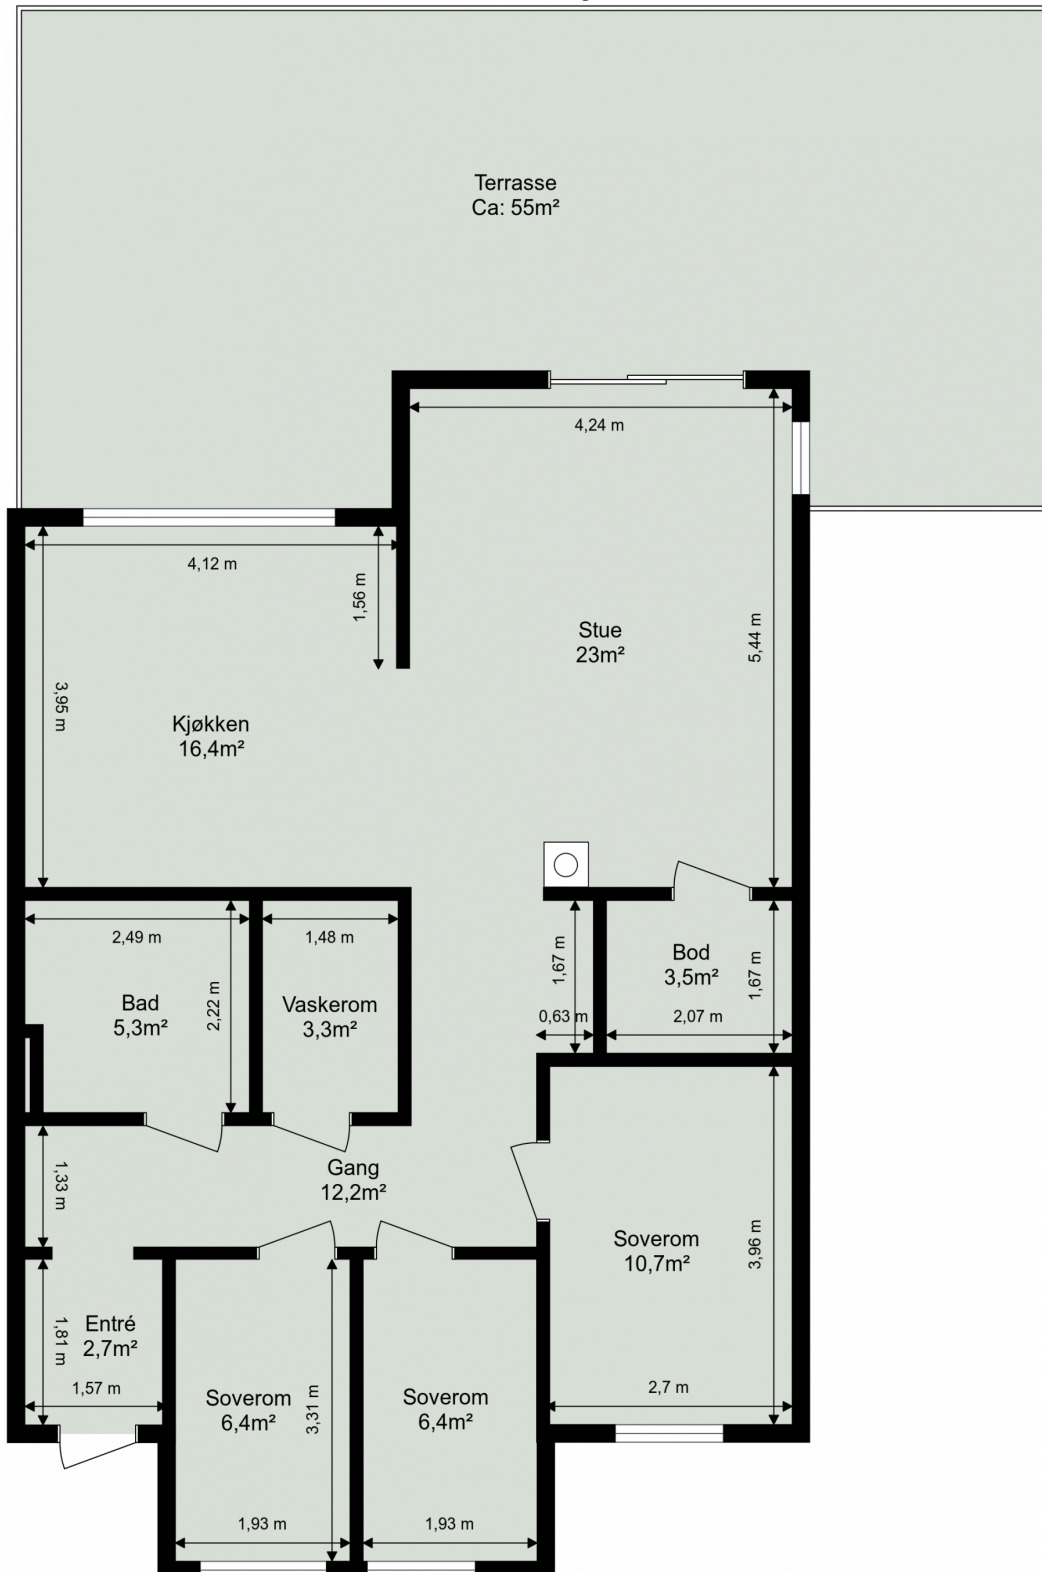 Terrasse
Ca: 55m²
4,24 m
4,12 m
1,56 m
Stue
23m²
5,44 m
3,95 m
Kjøkken
16,4m²
2,49 m
1,48 m
2,22 m
1,67 m
Bod
3,5m²
1,67 m
Bad
5,3m²
Vaskerom
3,3m²
0,63 m
2,07 m
1,33 m
Gang
12,2m²
Soverom
10,7m²
3,96 m
Entré
2,7m²
1,81 m
1,57 m
Soverom
6,4m²
3,31 m
Soverom
6,4m²
2,7 m
1,93 m
1,93 m